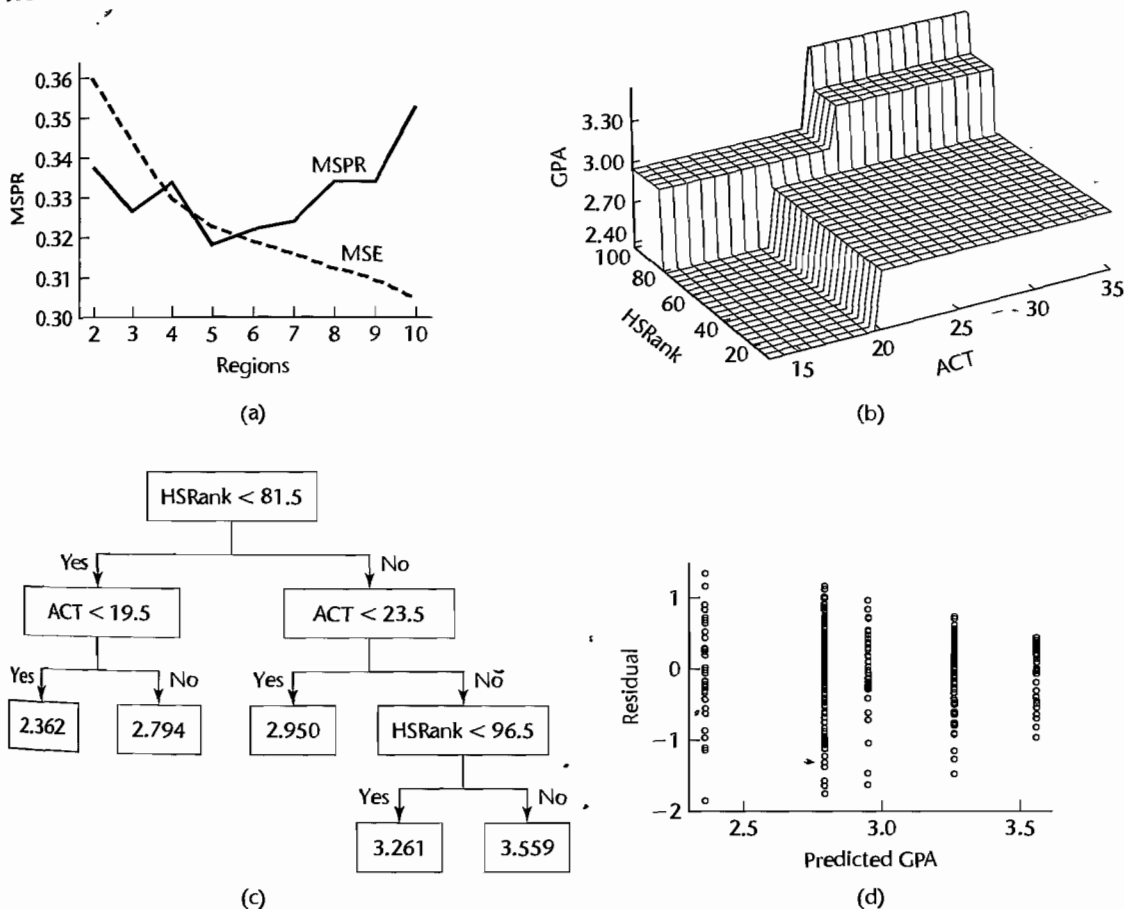 0.36
0.35
0.34
0.33
0.32
0.31
0.30
MSPR
MSPR
MSE
2 3 4 5 6 7 8 9 10
Regions
(a)
3.30
3.00
2.70
2.40
GPA
100
80
60
40
20
HSRank
15
20
25
30
35
ACT
(b)
HSRank < 81.5
Yes
No
ACT < 19.5
ACT < 23.5
Yes
No
Yes
No
2.362
2.794
2.950
HSRank < 96.5
Yes
No
3.261
3.559
(c)
1
0
−1
−2
Residual
2.5 3.0 3.5
Predicted GPA
(d)